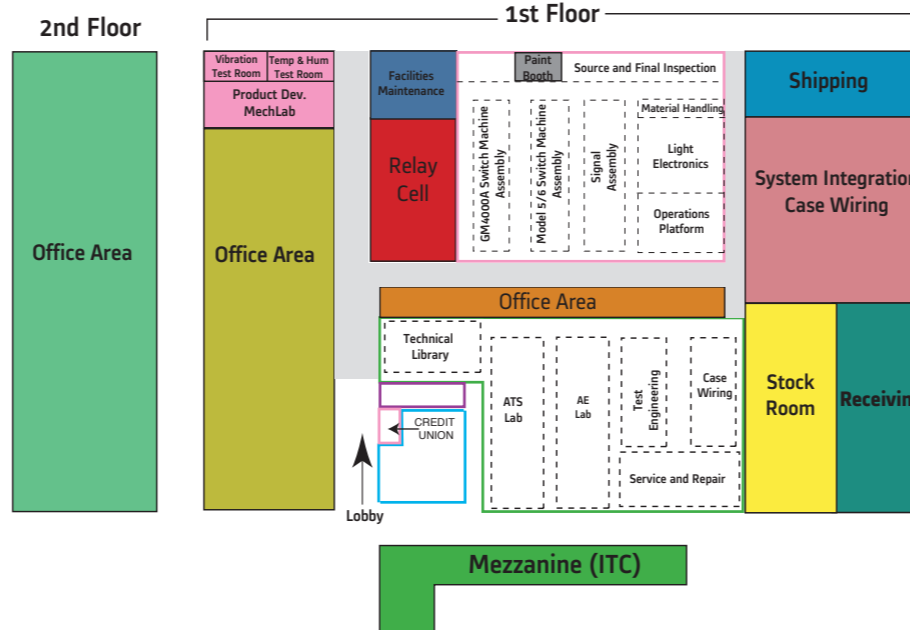 2nd Floor
1st Floor
Vibration
Test Room
Temp & Hum
Test Room
Product Dev.
MechLab
Office Area
Office Area
Facilities
Maintenance
Relay
Cell
Paint
Booth
Source and Final Inspection
GM4000A Switch Machine
Assembly
Model 5/6 Switch Machine
Assembly
Signal
Assembly
Material Handling
Light
Electronics
Operations
Platform
Shipping
System Integration
Case Wiring
Office Area
Technical
Library
ATS
Lab
AE
Lab
Test
Engineering
Case
Wiring
Service and Repair
Stock
Room
Receivin
CREDIT
UNION
Lobby
Mezzanine (ITC)